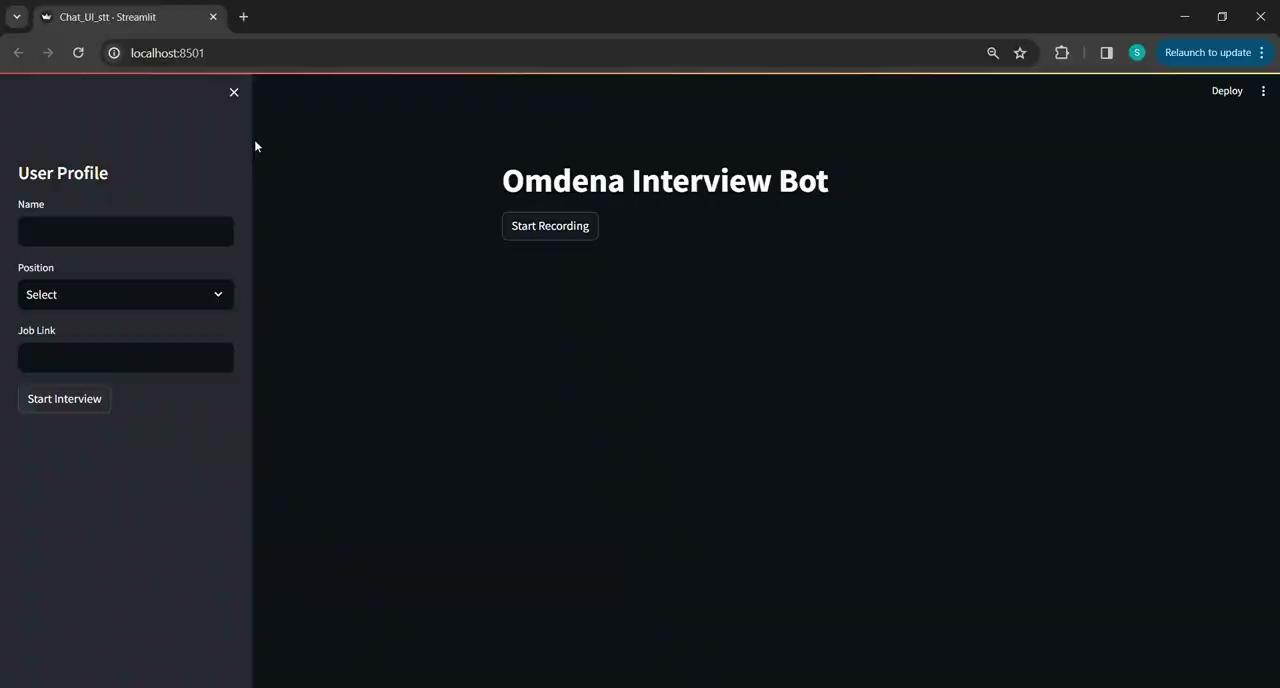 Chat_UI_stt · Streamlit
localhost:8501
S
Relaunch to update
Deploy
User Profile
Name
Position
Select
Job Link
Start Interview
Omdena Interview Bot
Start Recording